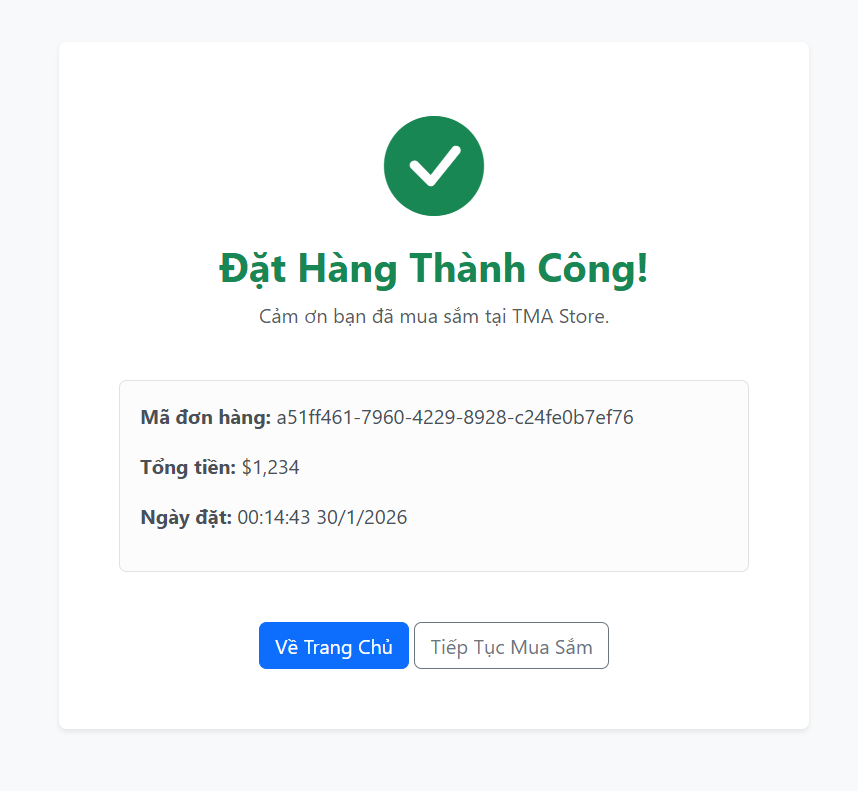 Đặt Hàng Thành Công!
Cảm ơn bạn đã mua sắm tại TMA Store.
Mã đơn hàng: a51ff461-7960-4229-8928-c24fe0b7ef76
Tổng tiền: $1,234
Ngày đặt: 00:14:43 30/1/2026
Về Trang Chủ
Tiếp Tục Mua Sắm